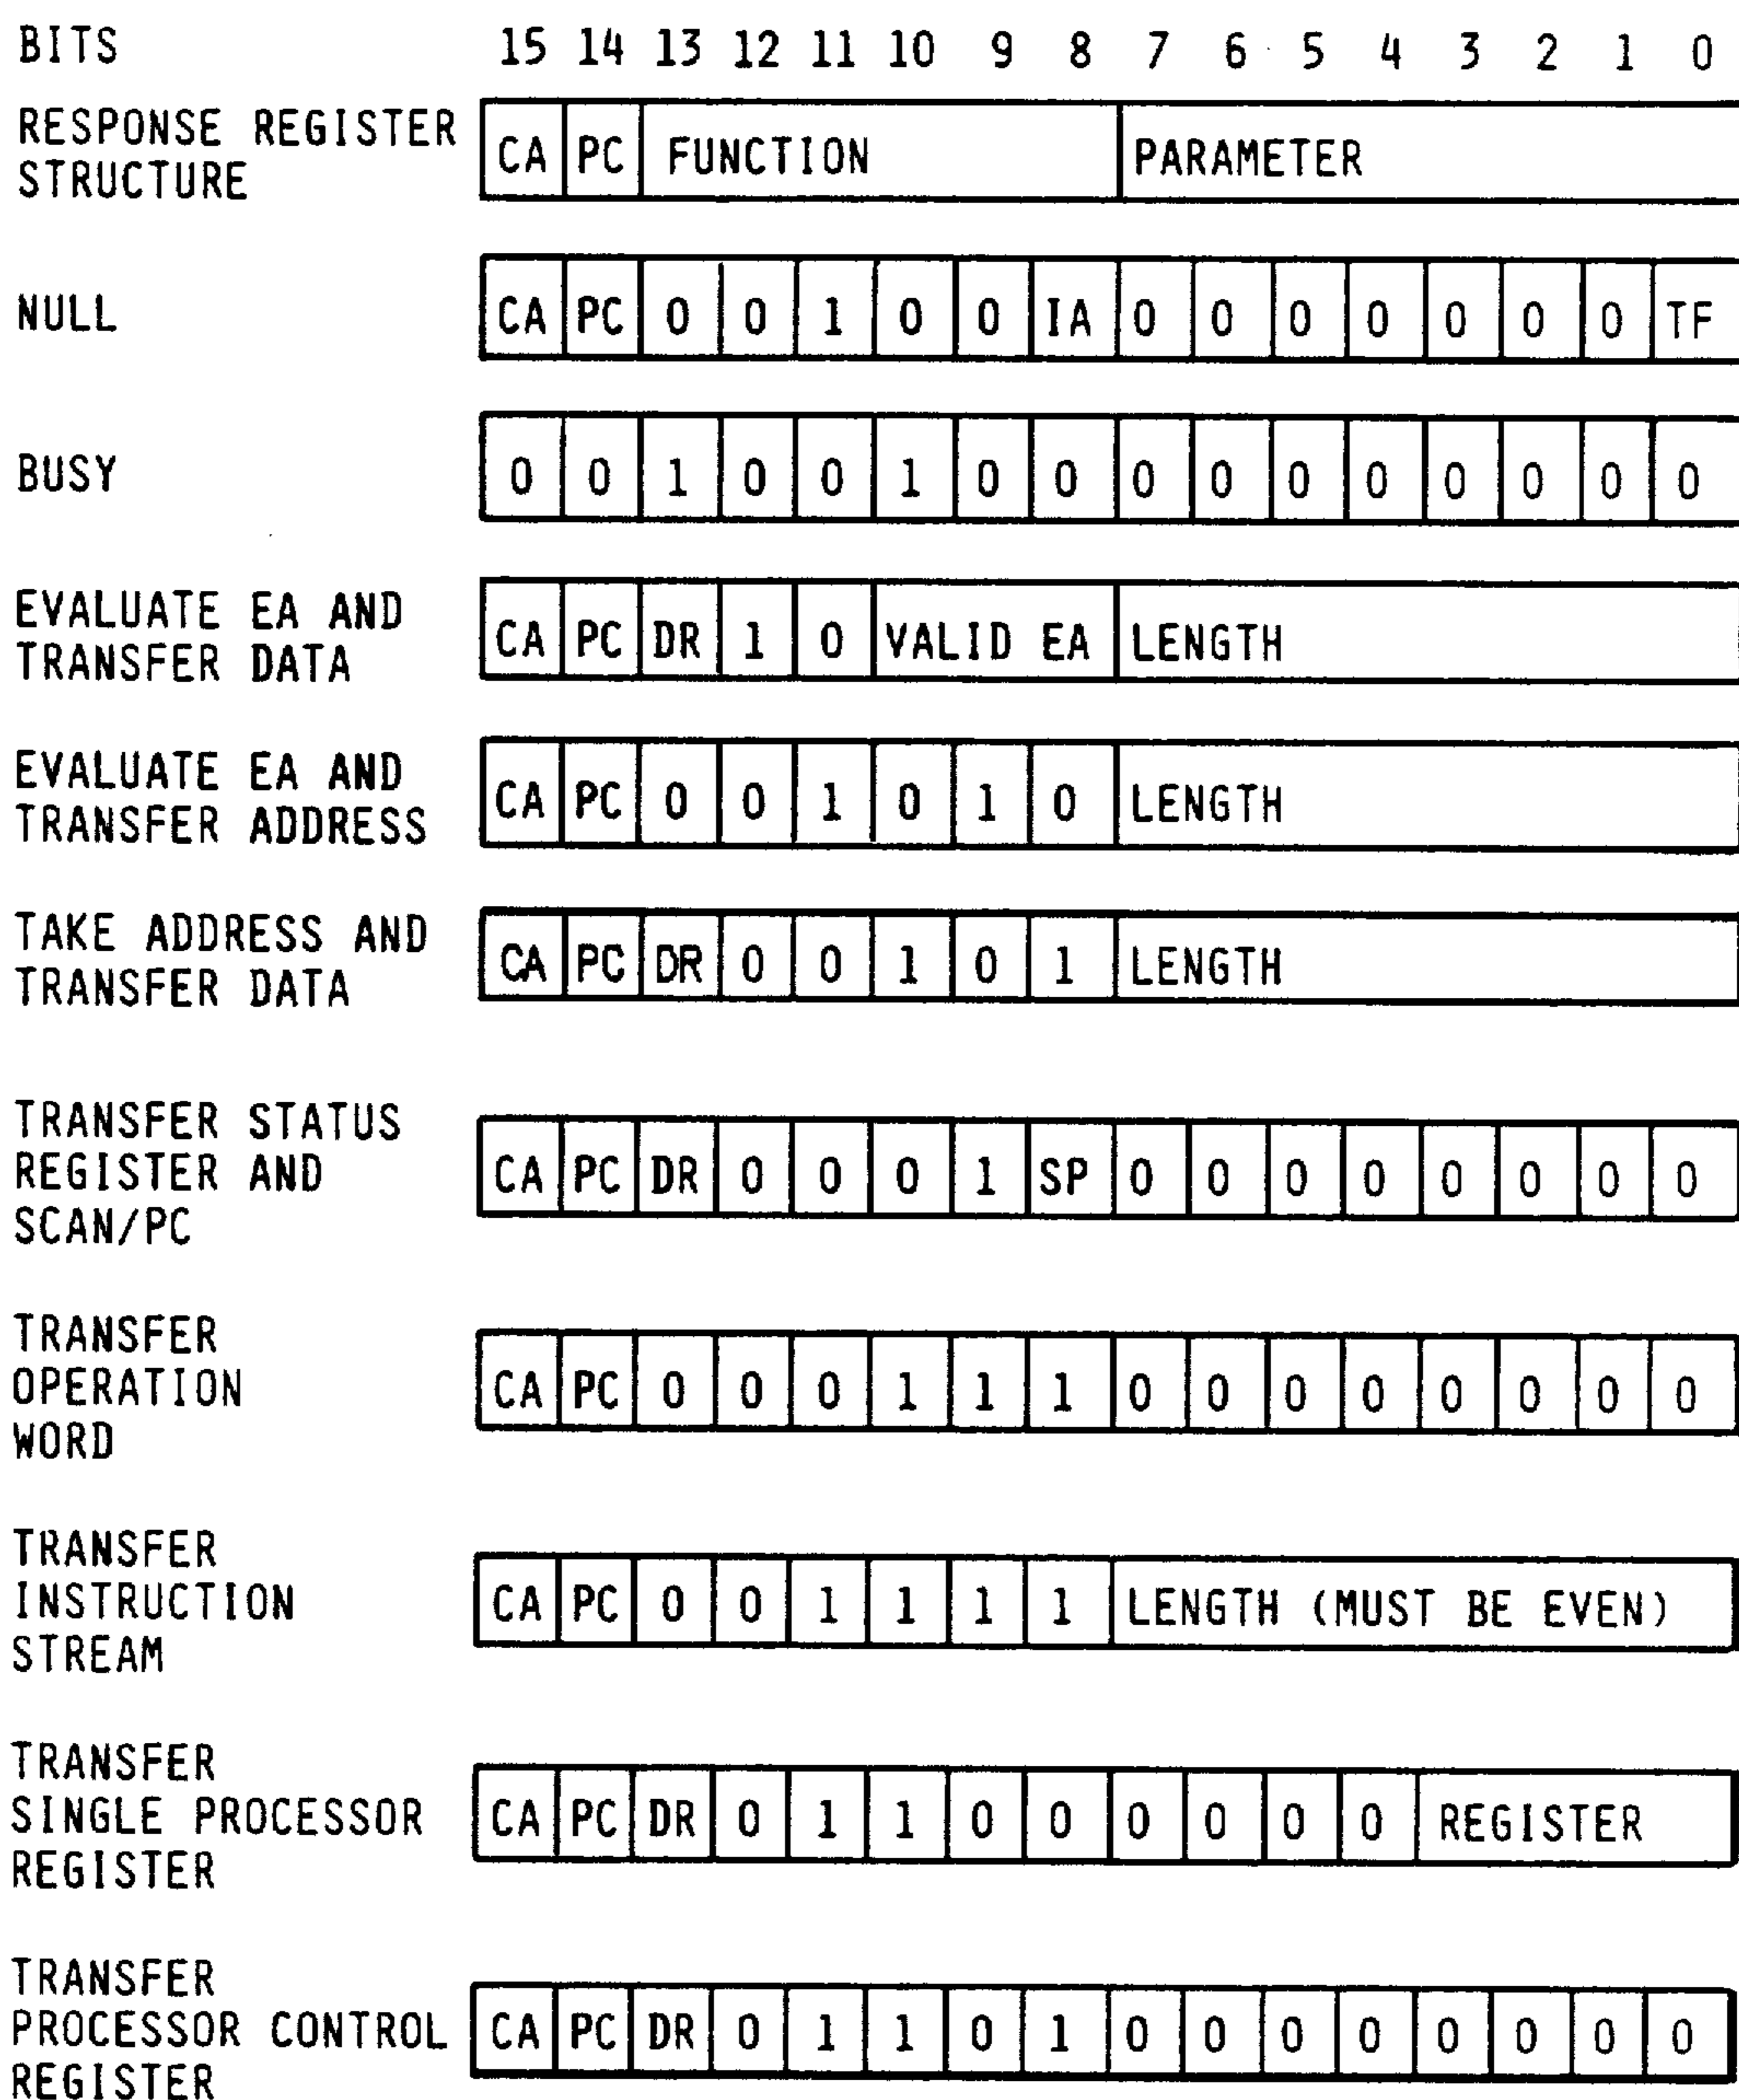 BITS 15 14 13 12 11 10 9 8 7 6 5 4 3 2 1 0
RESPONSE REGISTER
STRUCTURE
CA PC FUNCTION PARAMETER
NULL CA PC 0 0 1 0 0 IA 0 0 0 0 0 0 0 TF
BUSY 0 0 1 0 0 1 0 0 0 0 0 0 0 0 0 0
EVALUATE EA AND
TRANSFER DATA
CA PC DR 1 0 VALID EA LENGTH
EVALUATE EA AND
TRANSFER ADDRESS
CA PC 0 0 1 0 1 0 LENGTH
TAKE ADDRESS AND
TRANSFER DATA
CA PC DR 0 0 1 0 1 LENGTH
TRANSFER STATUS
REGISTER AND
SCAN/PC
CA PC DR 0 0 0 1 SP 0 0 0 0 0 0 0 0
TRANSFER
OPERATION
WORD
CA PC 0 0 0 1 1 1 0 0 0 0 0 0 0 0
TRANSFER
INSTRUCTION
STREAM
CA PC 0 0 1 1 1 1 LENGTH (MUST BE EVEN)
TRANSFER
SINGLE PROCESSOR
REGISTER
CA PC DR 0 1 1 0 0 0 0 0 0 REGISTER
TRANSFER
PROCESSOR CONTROL
REGISTER
CA PC DR 0 1 1 0 1 0 0 0 0 0 0 0 0